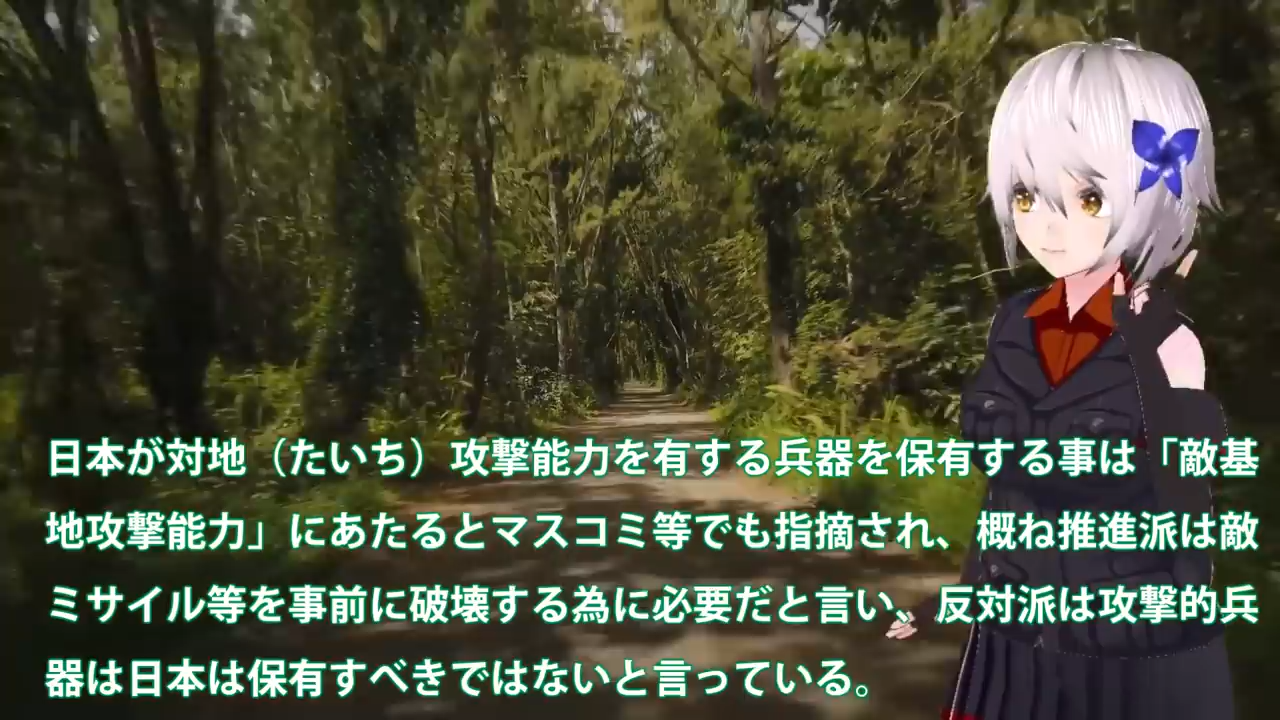 日本が対地（たいち）攻撃能力を有する兵器を保有する事は「敵基
地攻撃能力」にあたるとマスコミ等でも指摘され、概ね推進派は敵
ミサイル等を事前に破壊する為に必要だと言い、反対派は攻撃的兵
器は日本は保有すべきではないと言っている。